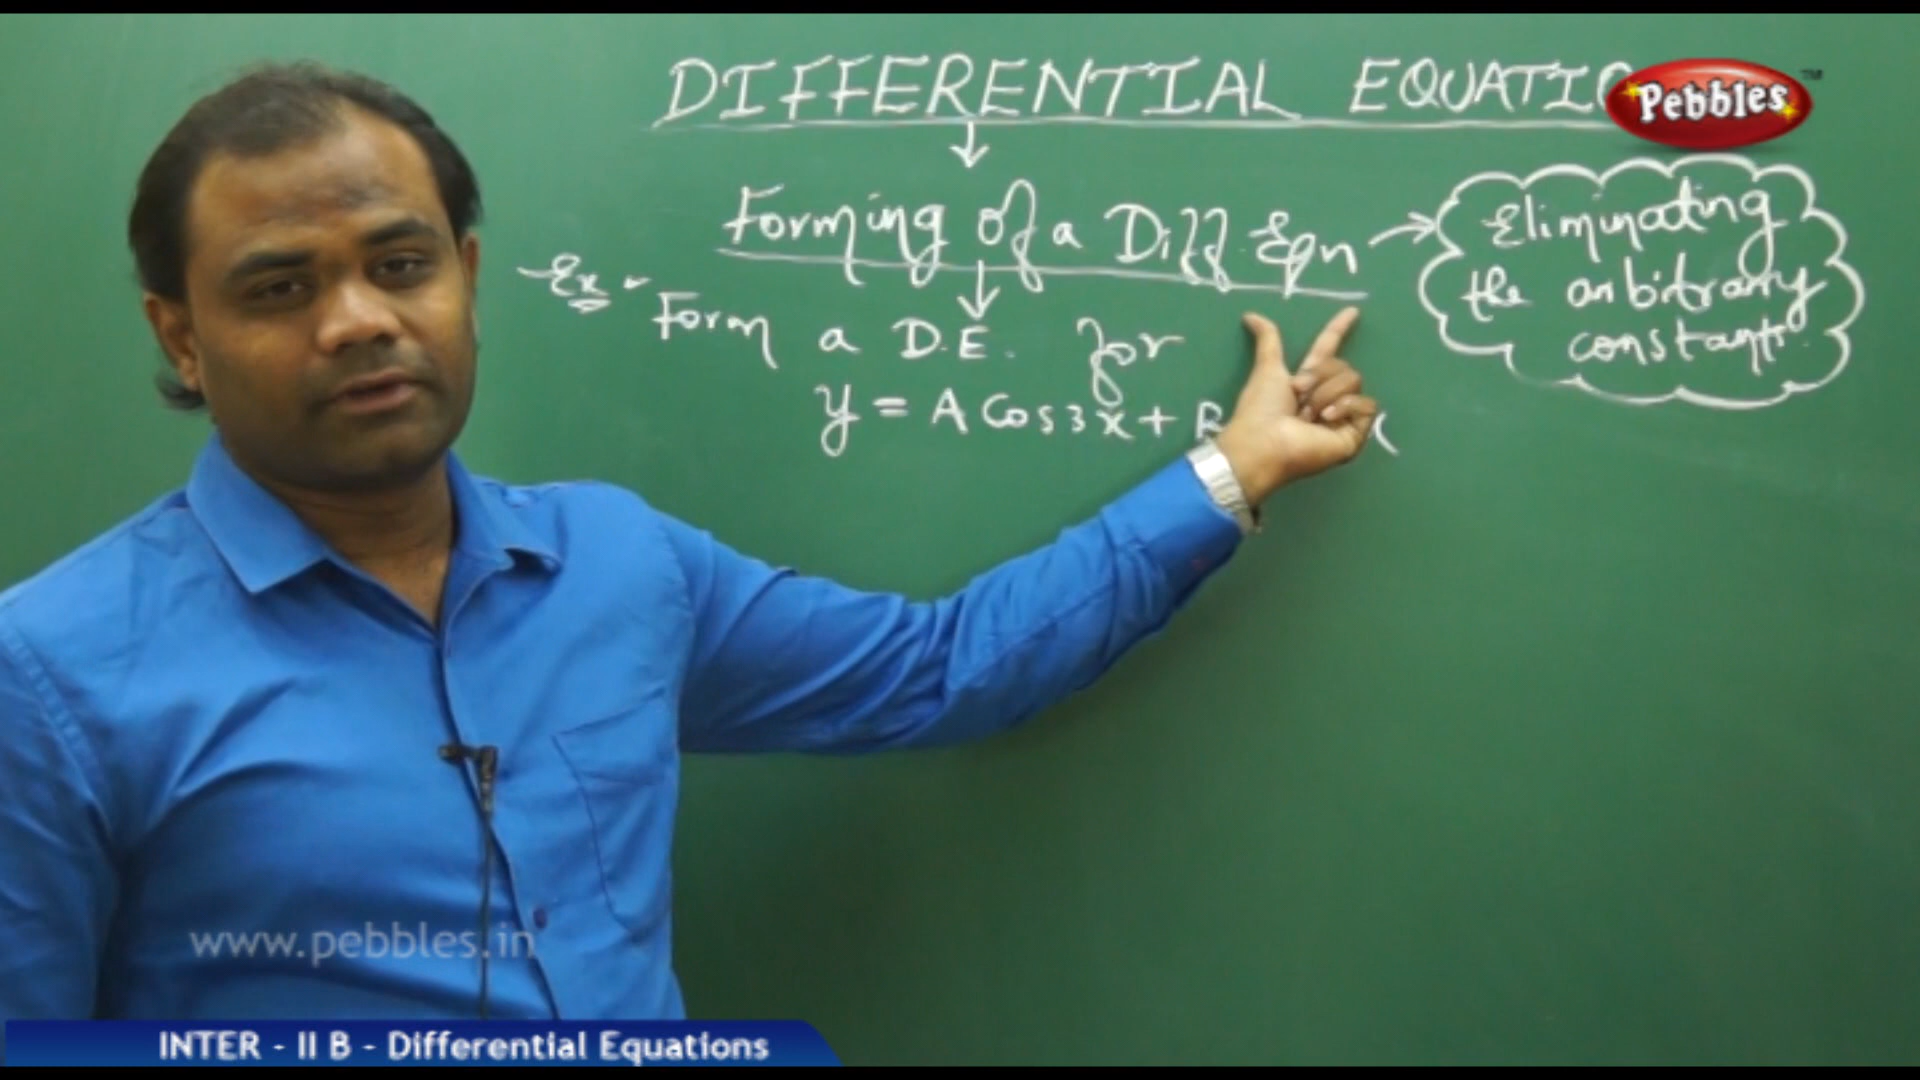 DIFFERENTIAL EQUATIO
Pebbles™
Forming of a Diff. Eqn
Eliminating
the arbitrary
constants.
Ex -
Form a D.E. for
y = A Cos3x + B
www.pebbles.in
INTER - II B - Differential Equations